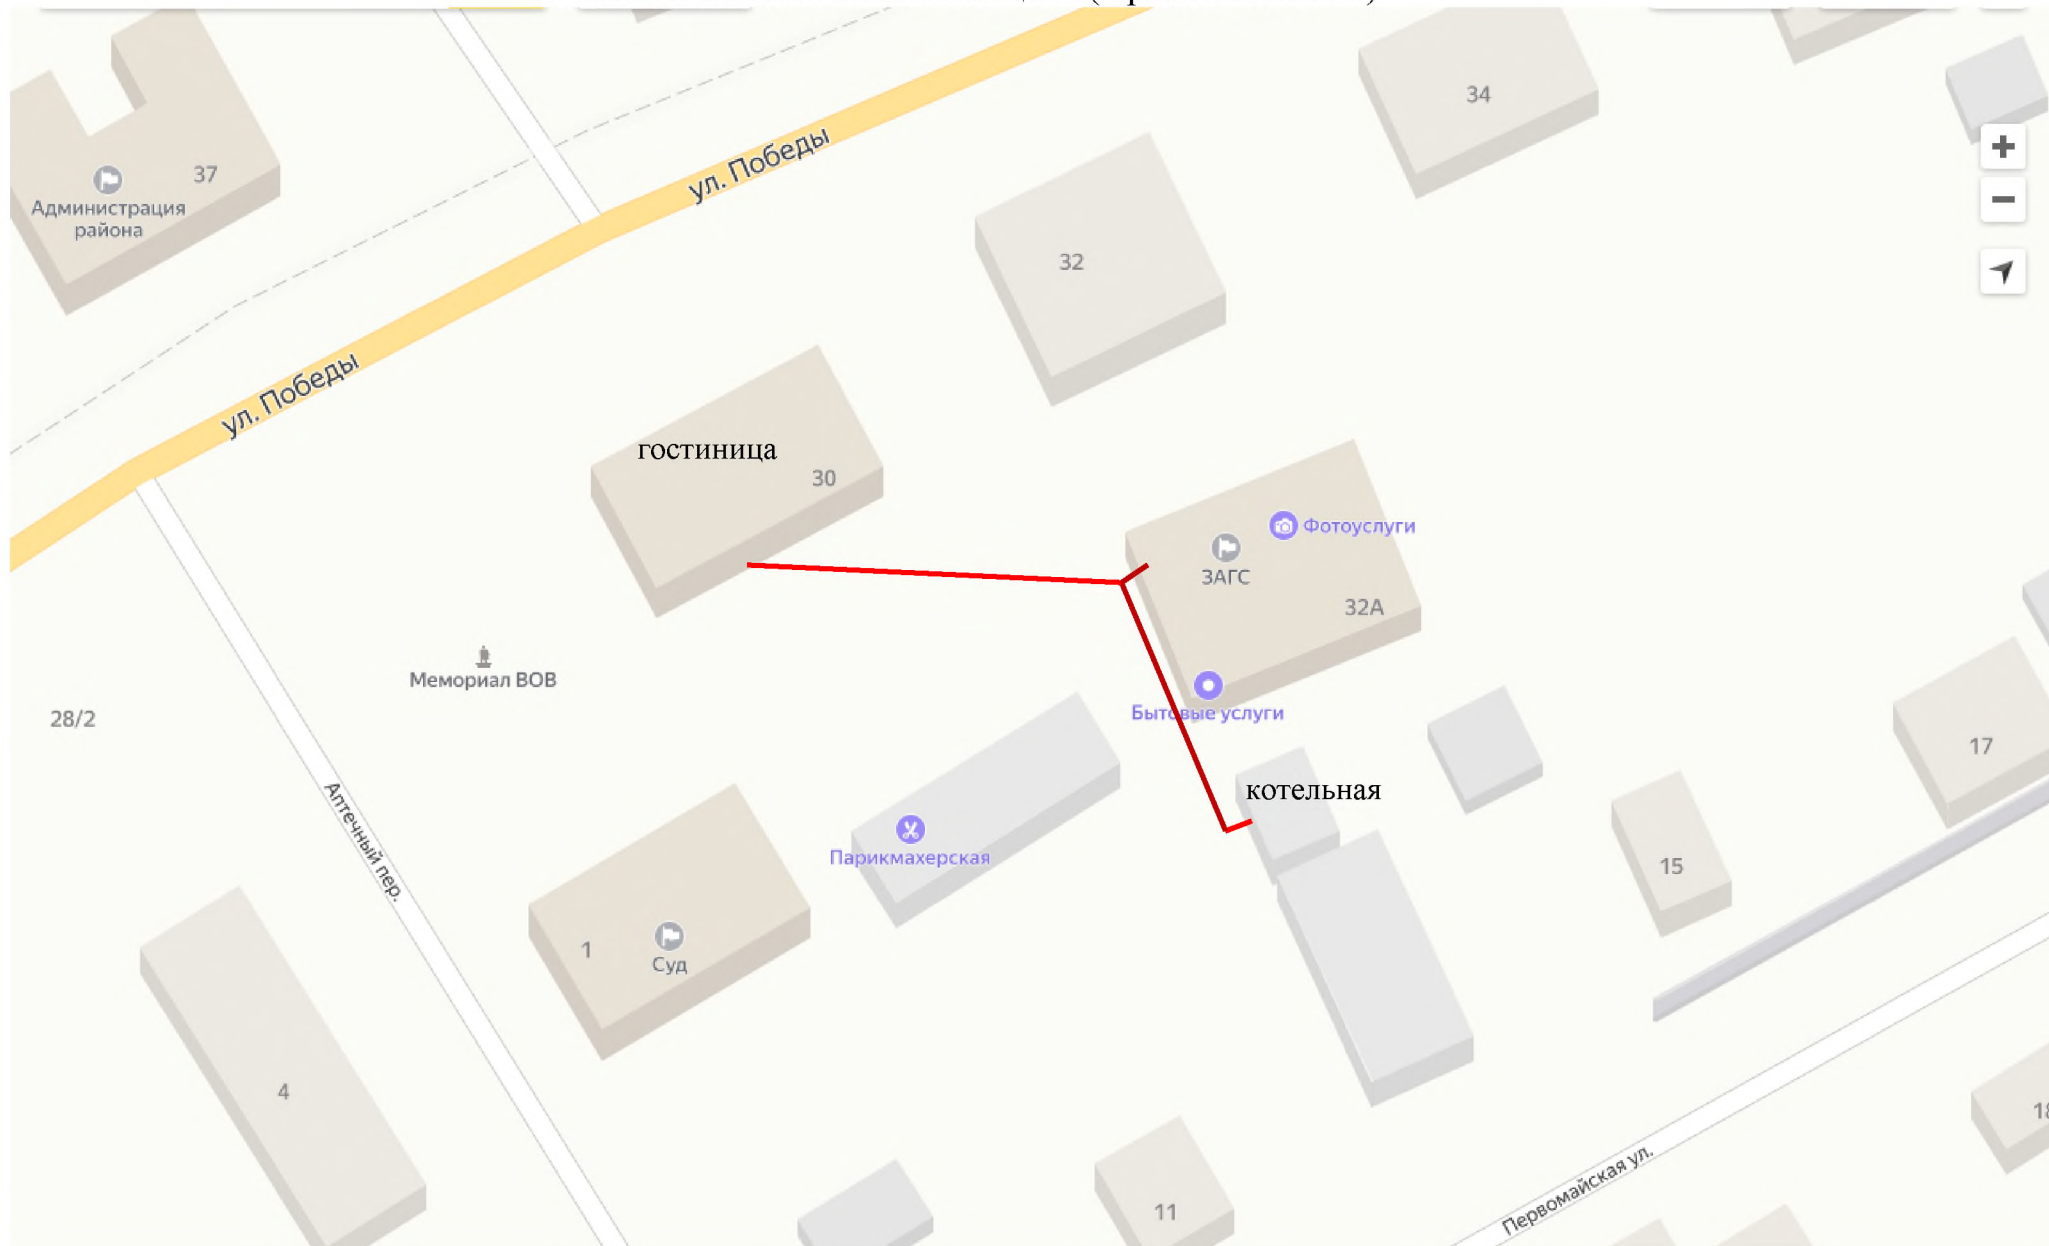 34
37
Администрация
района
ул. Победы
32
ул. Победы
гостиница
30
Фотоуслуги
ЗАГС
32А
Мемориал ВОВ
28/2
Бытовые услуги
17
котельная
Аптечный пер.
Парикмахерская
15
1
Суд
4
11
Первомайская ул.